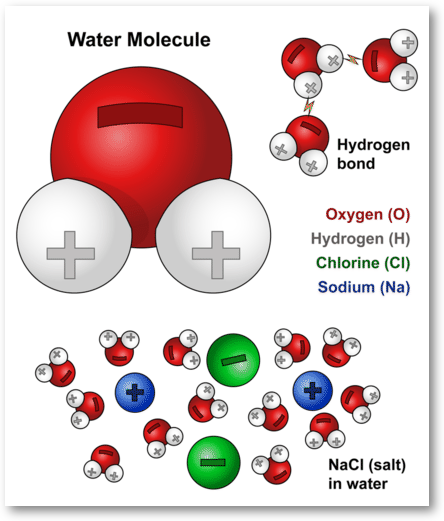 Water Molecule
Hydrogen
bond
Oxygen (O)
Hydrogen (H)
Chlorine (Cl)
Sodium (Na)
NaCl (salt)
in water